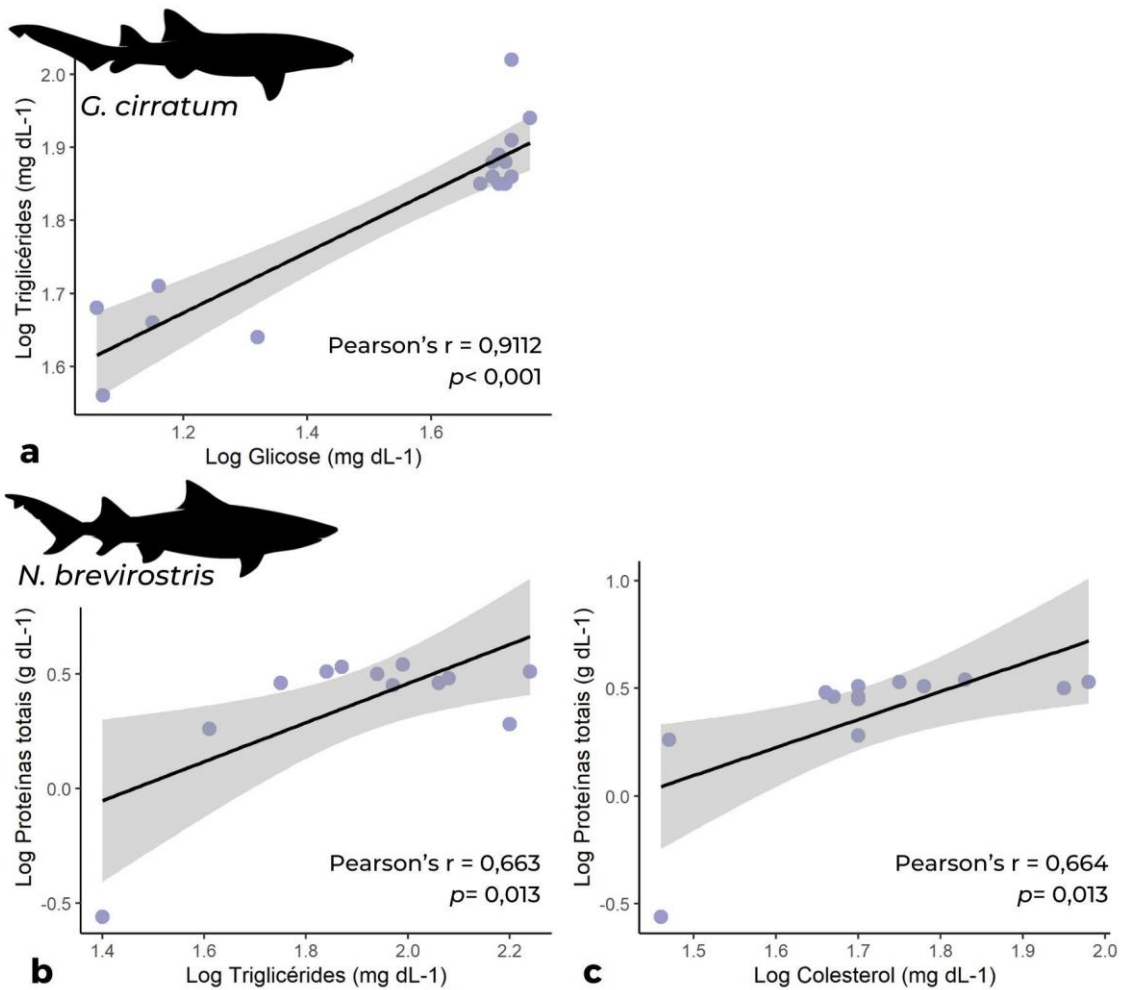 G. cirratum
Log Triglicérides (mg dL-1)
2.0
1.9
1.8
1.7
1.6
Pearson's r = 0,9112
p< 0,001
1.2 1.4 1.6
Log Glicose (mg dL-1)
a
N. brevirostris
Log Proteínas totais (g dL-1)
0.5
0.0
-0.5
Pearson's r = 0,663
p= 0,013
1.4 1.6 1.8 2.0 2.2
Log Triglicérides (mg dL-1)
b
Log Proteínas totais (g dL-1)
1.0
0.5
0.0
-0.5
Pearson's r = 0,664
p= 0,013
1.5 1.6 1.7 1.8 1.9 2.0
Log Colesterol (mg dL-1)
c